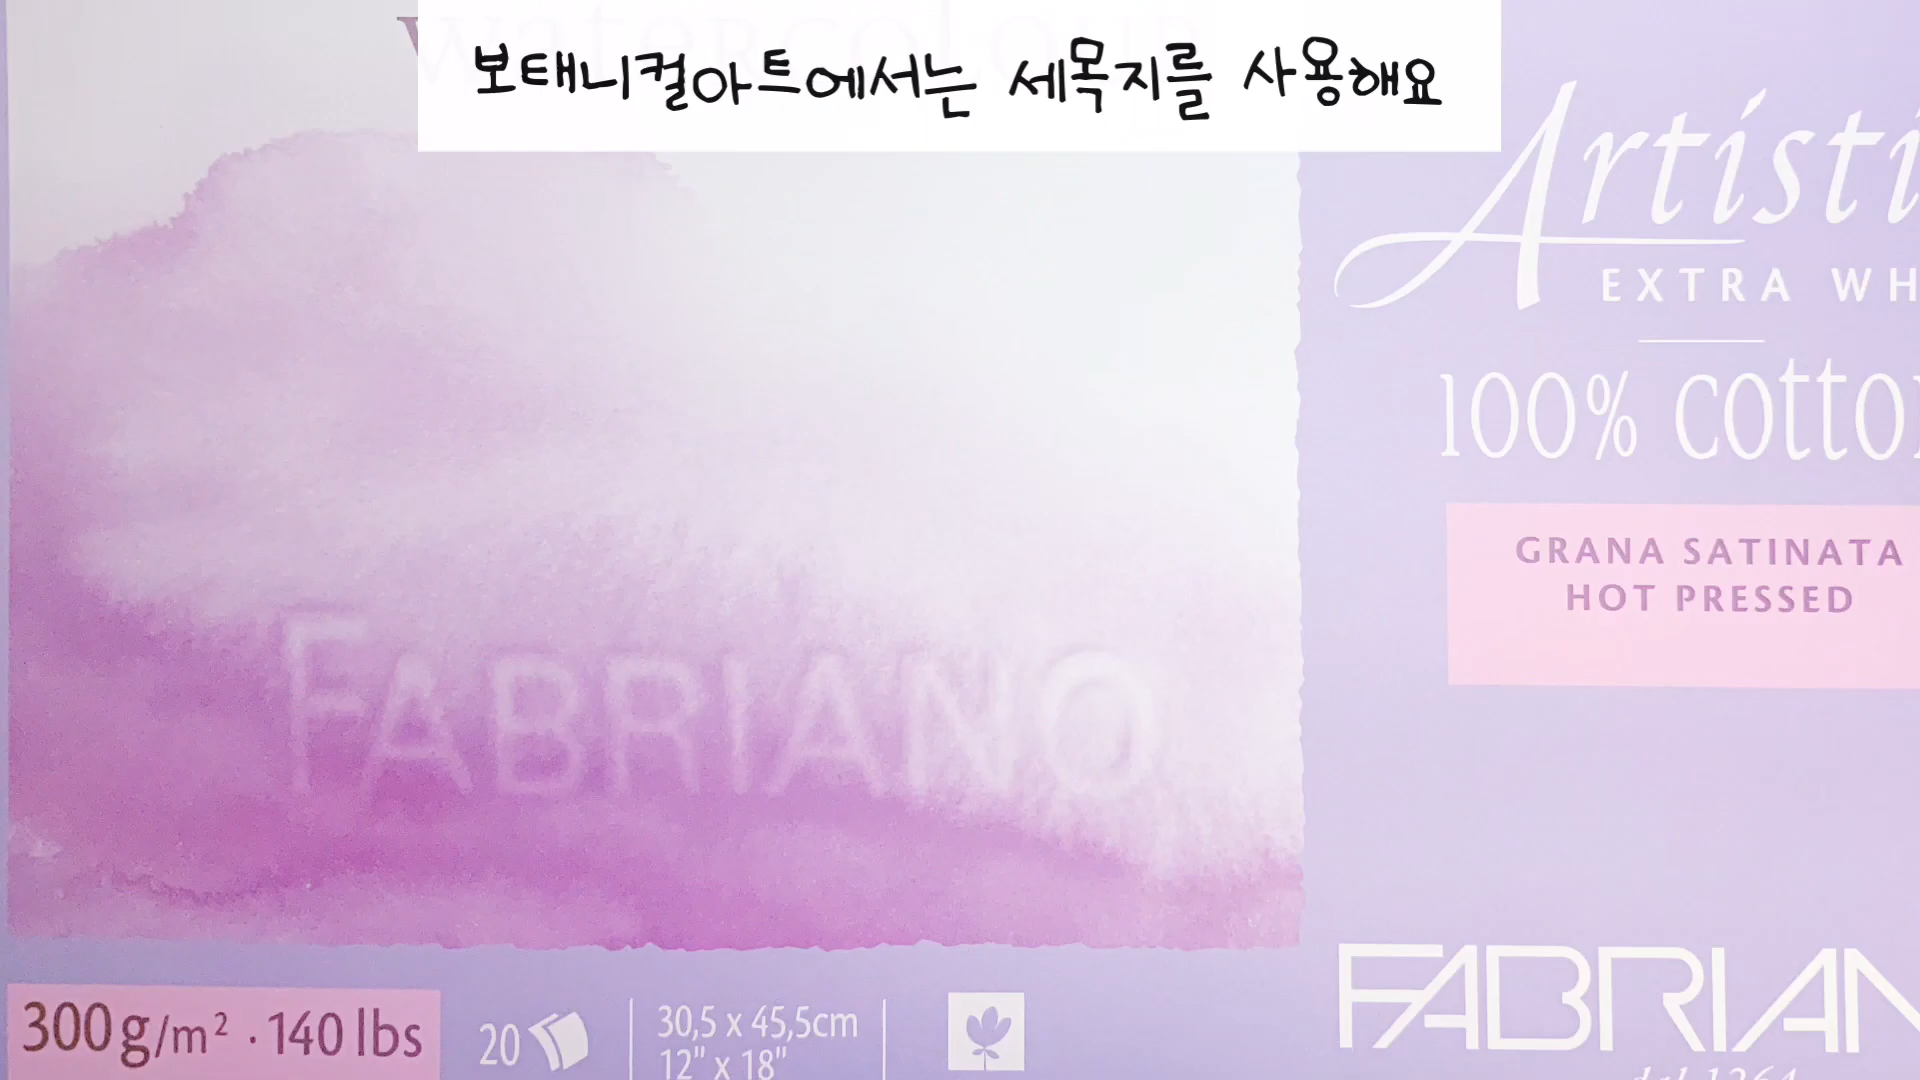 보태니컬아트에서는 세목지를 사용해요
Artisti
EXTRA WH
100% cotto
GRANA SATINATA
HOT PRESSED
FABRIANO
FABRIAN
300g/m² · 140 lbs
20
30,5 x 45,5cm
12" x 18"